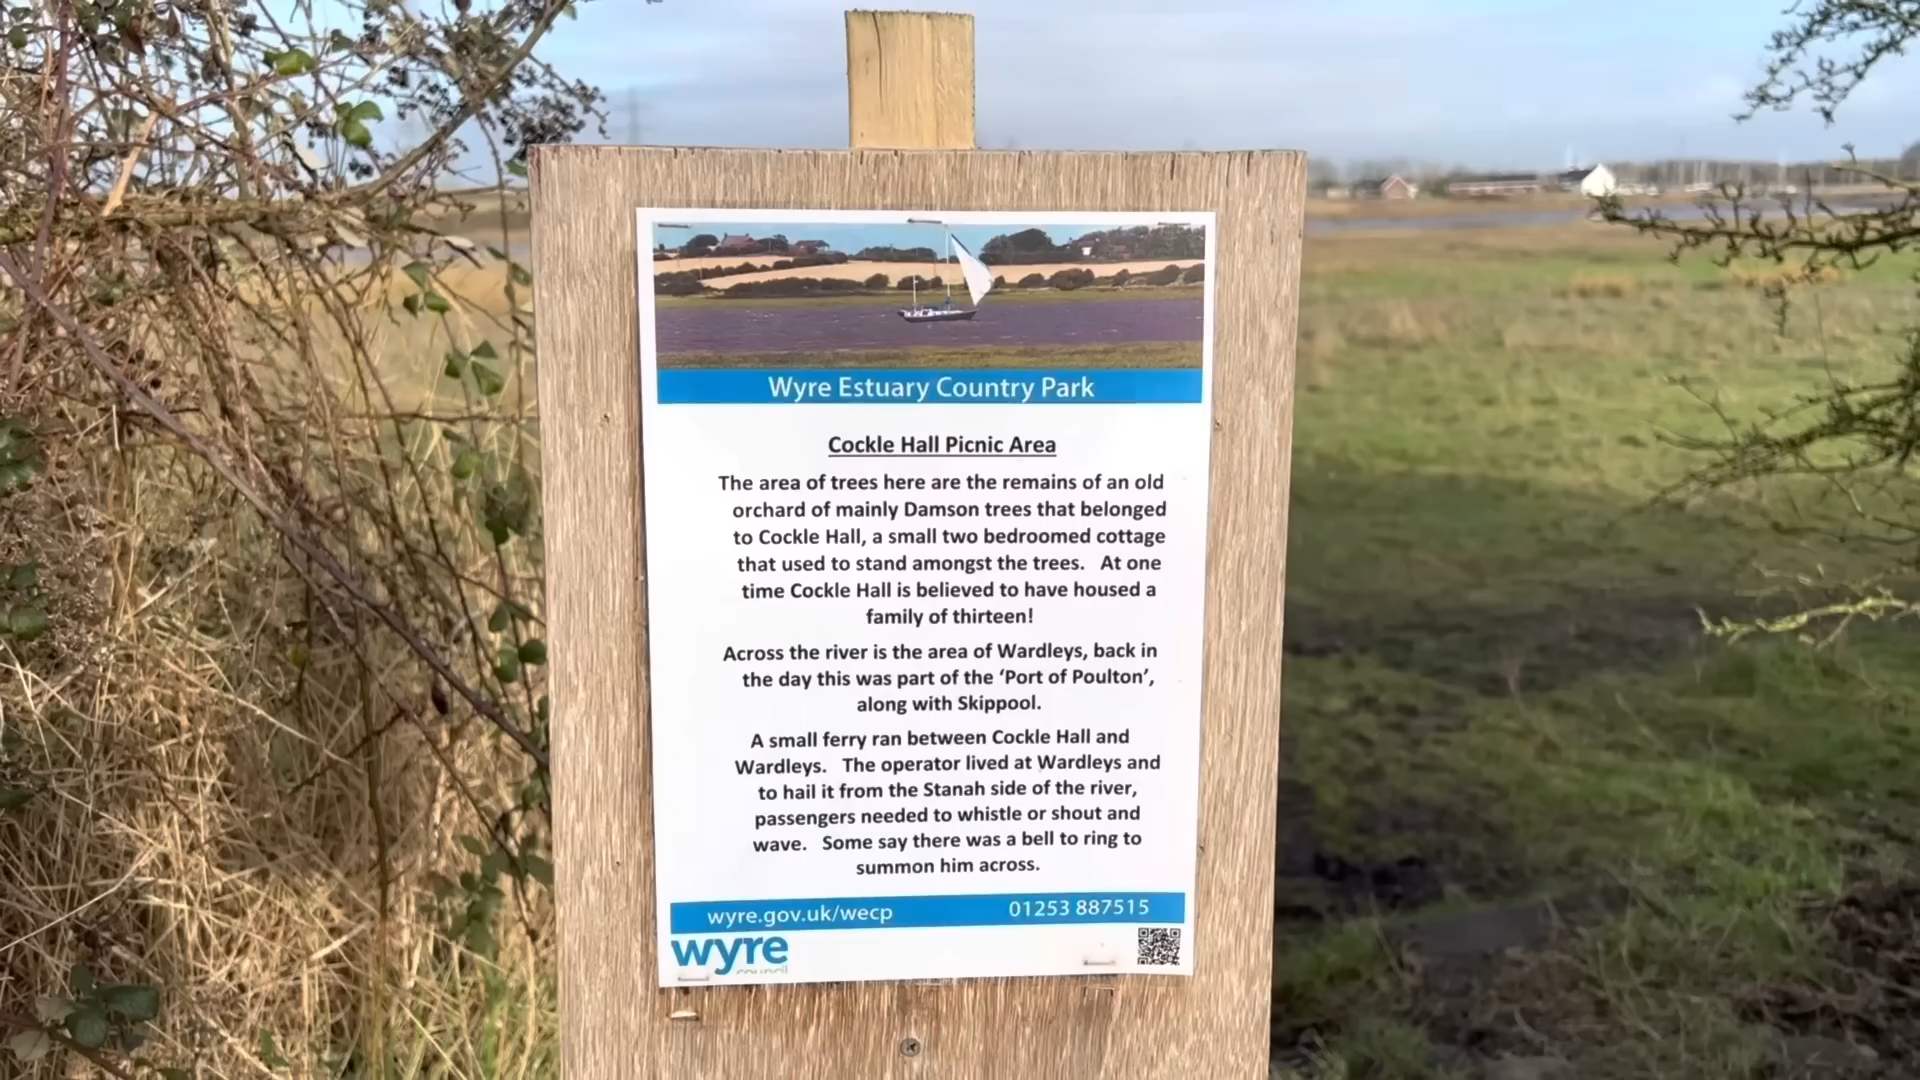 Wyre Estuary Country Park
Cockle Hall Picnic Area
The area of trees here are the remains of an old
orchard of mainly Damson trees that belonged
to Cockle Hall, a small two bedroomed cottage
that used to stand amongst the trees. At one
time Cockle Hall is believed to have housed a
family of thirteen!
Across the river is the area of Wardleys, back in
the day this was part of the ‘Port of Poulton’,
along with Skippool.
A small ferry ran between Cockle Hall and
Wardleys. The operator lived at Wardleys and
to hail it from the Stanah side of the river,
passengers needed to whistle or shout and
wave. Some say there was a bell to ring to
summon him across.
wyre.gov.uk/wecp 01253 887515
wyre
council